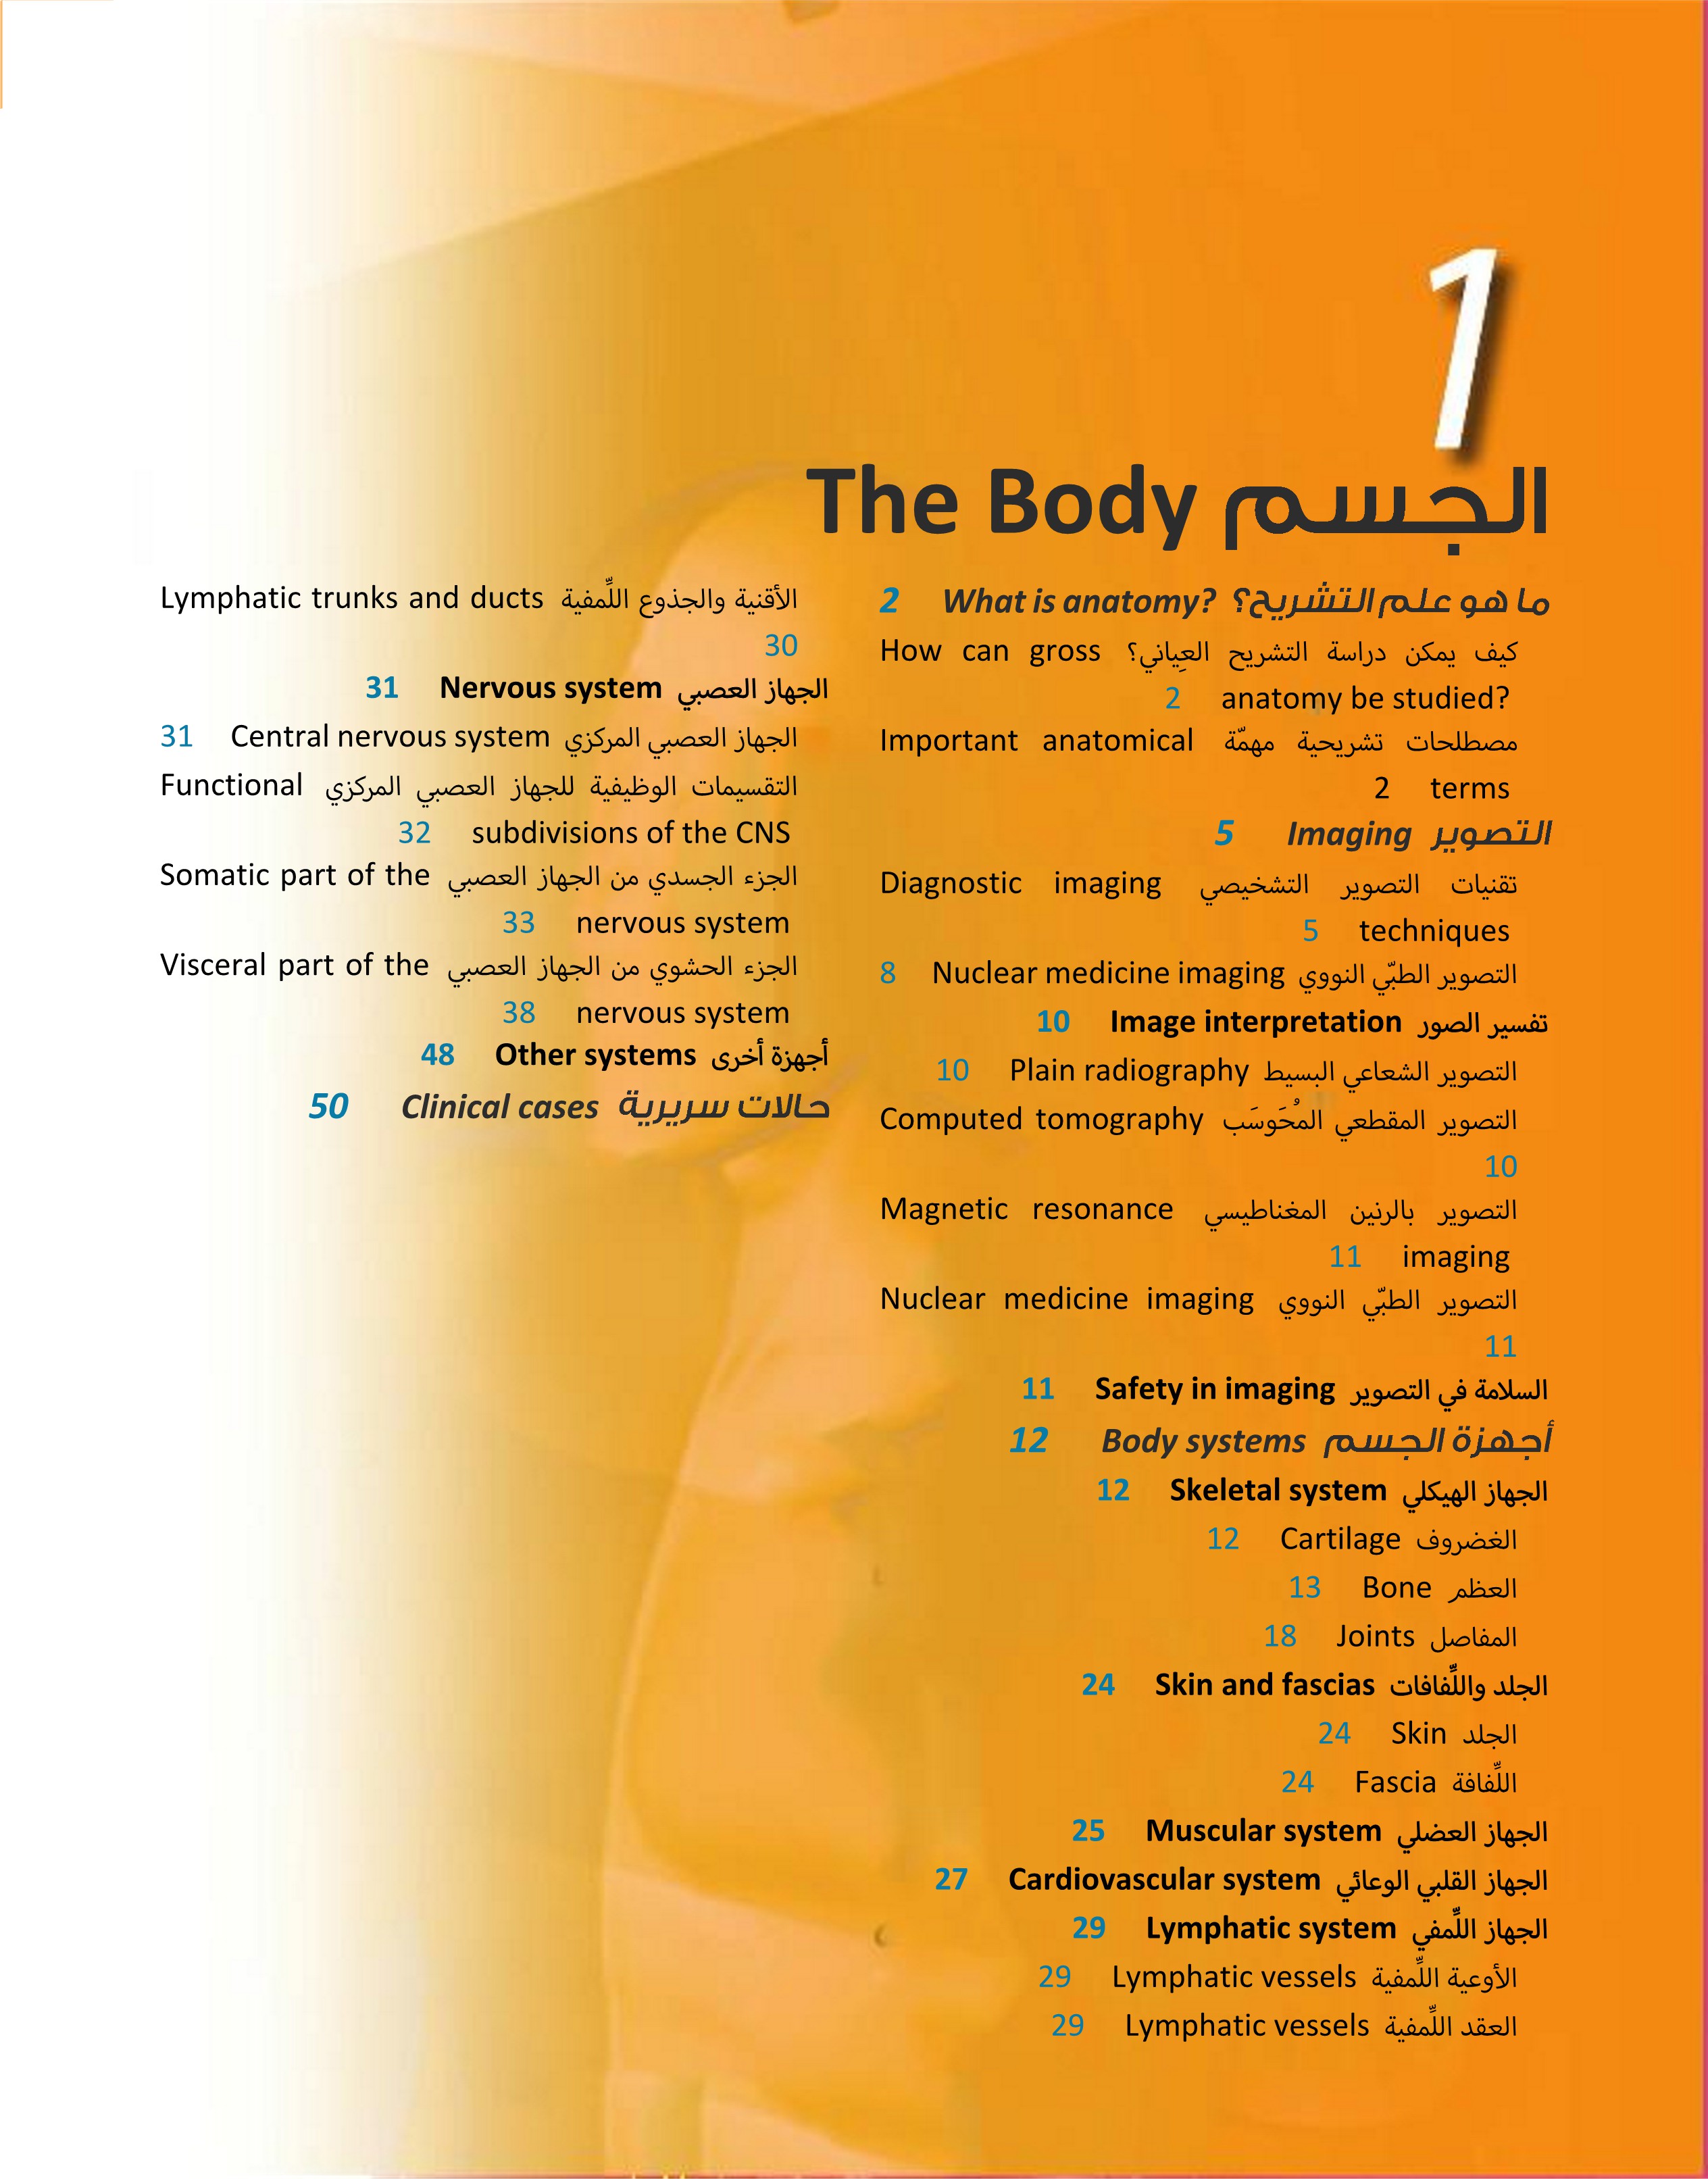 1
الجسم The Body
ما هو علم التشريح؟ What is anatomy? 2
كيف يمكن دراسة التشريح العِياني؟ How can gross
anatomy be studied? 2
مصطلحات تشريحية مهمّة Important anatomical
terms 2
التصوير Imaging 5
تقنيات التصوير التشخيصي Diagnostic imaging
techniques 5
التصوير الطبّي النووي Nuclear medicine imaging 8
تفسير الصور Image interpretation 10
التصوير الشعاعي البسيط Plain radiography 10
التصوير المقطعي المُحَوسَب Computed tomography
10
التصوير بالرنين المغناطيسي Magnetic resonance
imaging 11
التصوير الطبّي النووي Nuclear medicine imaging
11
السلامة في التصوير Safety in imaging 11
أجهزة الجسم Body systems 12
الجهاز الهيكلي Skeletal system 12
الغضروف Cartilage 12
العظم Bone 13
المفاصل Joints 18
الجلد واللِّفافات Skin and fascias 24
الجلد Skin 24
اللِّفافة Fascia 24
الجهاز العضلي Muscular system 25
الجهاز القلبي الوعائي Cardiovascular system 27
الجهاز اللِّمفي Lymphatic system 29
الأوعية اللِّمفية Lymphatic vessels 29
العقد اللِّمفية Lymphatic vessels 29
الأقنية والجذوع اللِّمفية Lymphatic trunks and ducts
30
الجهاز العصبي Nervous system 31
الجهاز العصبي المركزي Central nervous system 31
التقسيمات الوظيفية للجهاز العصبي المركزي Functional
subdivisions of the CNS 32
الجزء الجسدي من الجهاز العصبي Somatic part of the
nervous system 33
الجزء الحشوي من الجهاز العصبي Visceral part of the
nervous system 38
أجهزة أخرى Other systems 48
حالات سريرية Clinical cases 50